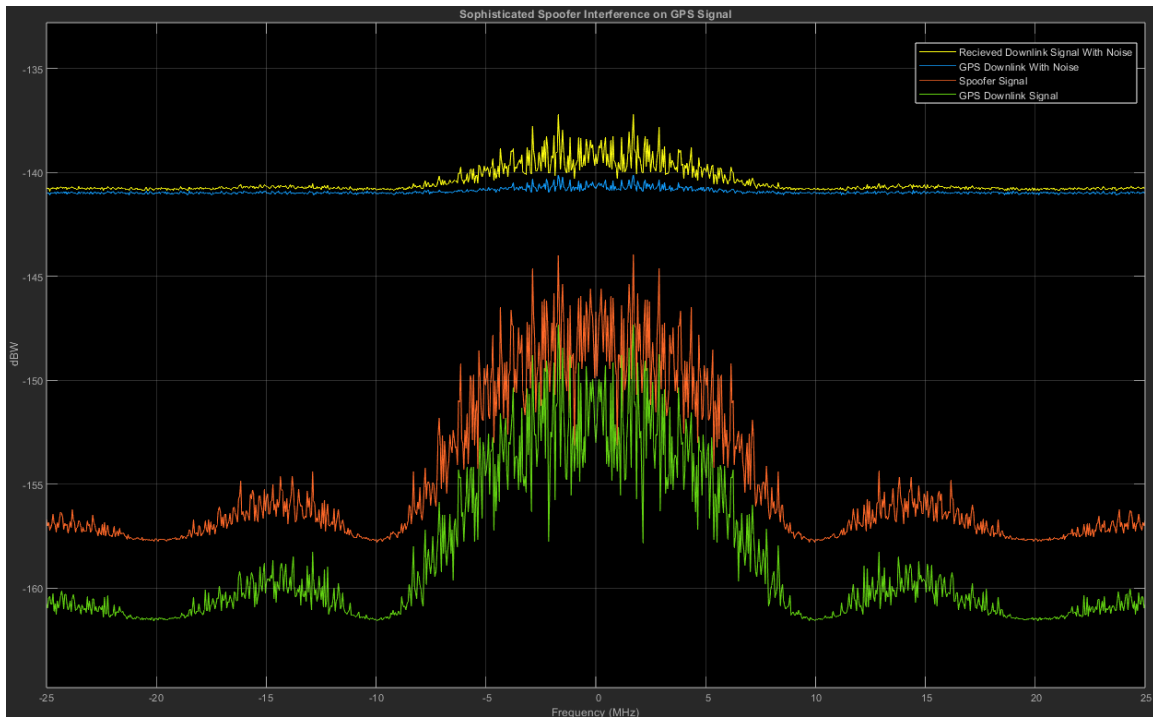 Sophisticated Spoofer Interference on GPS Signal
Recieved Downlink Signal With Noise
GPS Downlink With Noise
Spoofer Signal
GPS Downlink Signal
dBW
-135
-140
-145
-150
-155
-160
-25
-20
-15
-10
-5
0
5
10
15
20
25
Frequency (MHz)